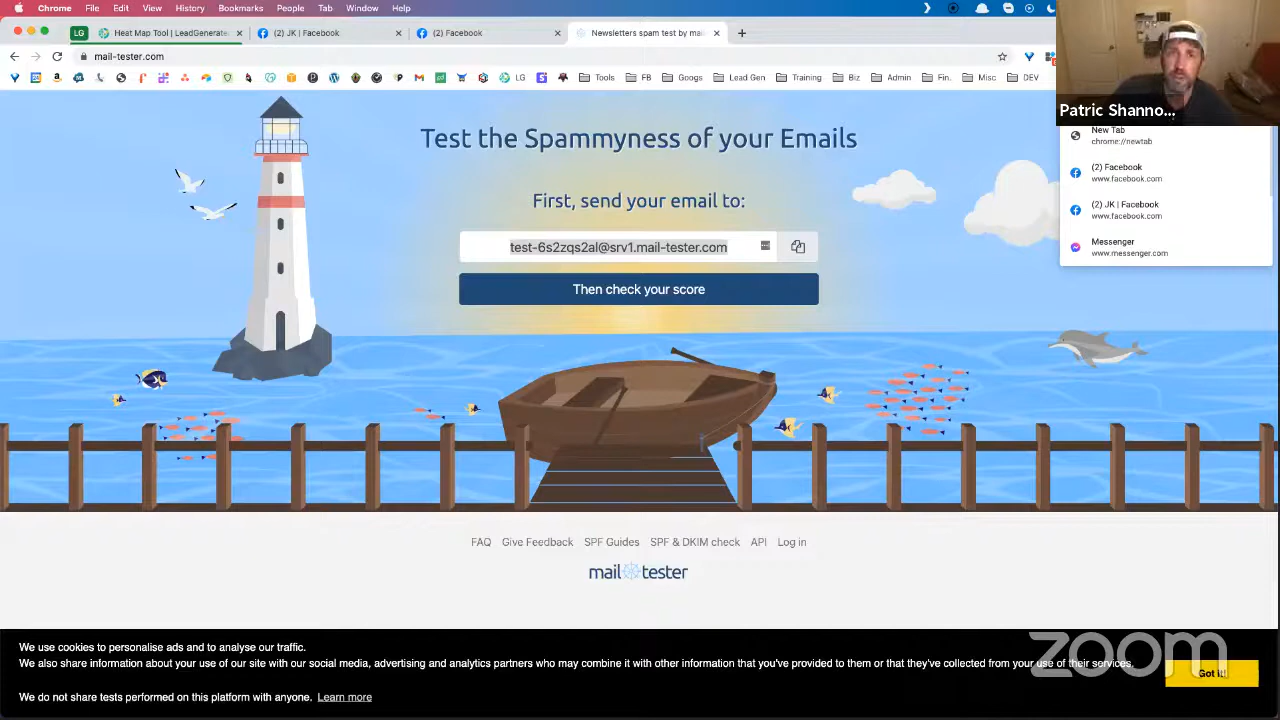 Chrome File Edit View History Bookmarks People Tab Window Help
LG Heat Map Tool | LeadGenerate (2) JK | Facebook (2) Facebook Newsletters spam test by mai
mail-tester.com
LG Tools FB Googs Lead Gen Training Biz Admin Fin. Misc DEV
Patric Shanno...
New Tab
chrome://newtab
(2) Facebook
www.facebook.com
(2) JK | Facebook
www.facebook.com
Messenger
www.messenger.com
Test the Spammyness of your Emails
First, send your email to:
test-6s2zqs2al@srv1.mail-tester.com
Then check your score
FAQ Give Feedback SPF Guides SPF & DKIM check API Log in
mail tester
We use cookies to personalise ads and to analyse our traffic.
We also share information about your use of our site with our social media, advertising and analytics partners who may combine it with other information that you've provided to them or that they've collected from your use of their services.
Got it!
We do not share tests performed on this platform with anyone. Learn more
zoom